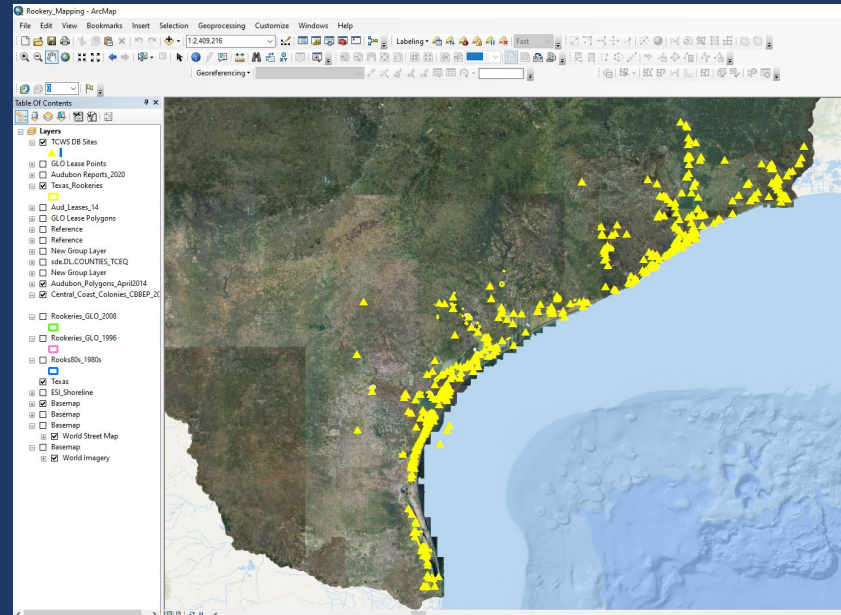 Rookery_Mapping - ArcMap
File Edit View Bookmarks Insert Selection Geoprocessing Customize Windows Help
1:2,409,216 Labeling Fast
Georeferencing
Table Of Contents
Layers
TCWS DB Sites
GLO Lease Points
Audubon Reports_2020
Texas_Rookeries
Aud_Leases_14
GLO Lease Polygons
Reference
Reference
New Group Layer
sde.DL.COUNTIES_TCEQ
New Group Layer
Audubon_Polygons_April2014
Central_Coast_Colonies_CBBEP_2(
Rookeries_GLO_2008
Rookeries_GLO_1996
Rooks80s_1980s
Texas
ESI_Shoreline
Basemap
Basemap
Basemap
World Street Map
Basemap
World Imagery